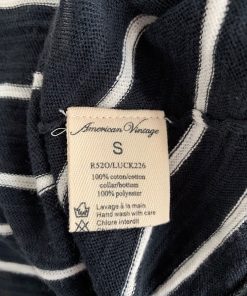 American Vintage
S
R52O/LUCK226
100% coton/cotton
collar/bottom
100% polyester
Lavage à la main
Hand wash with care
Chlore interdit